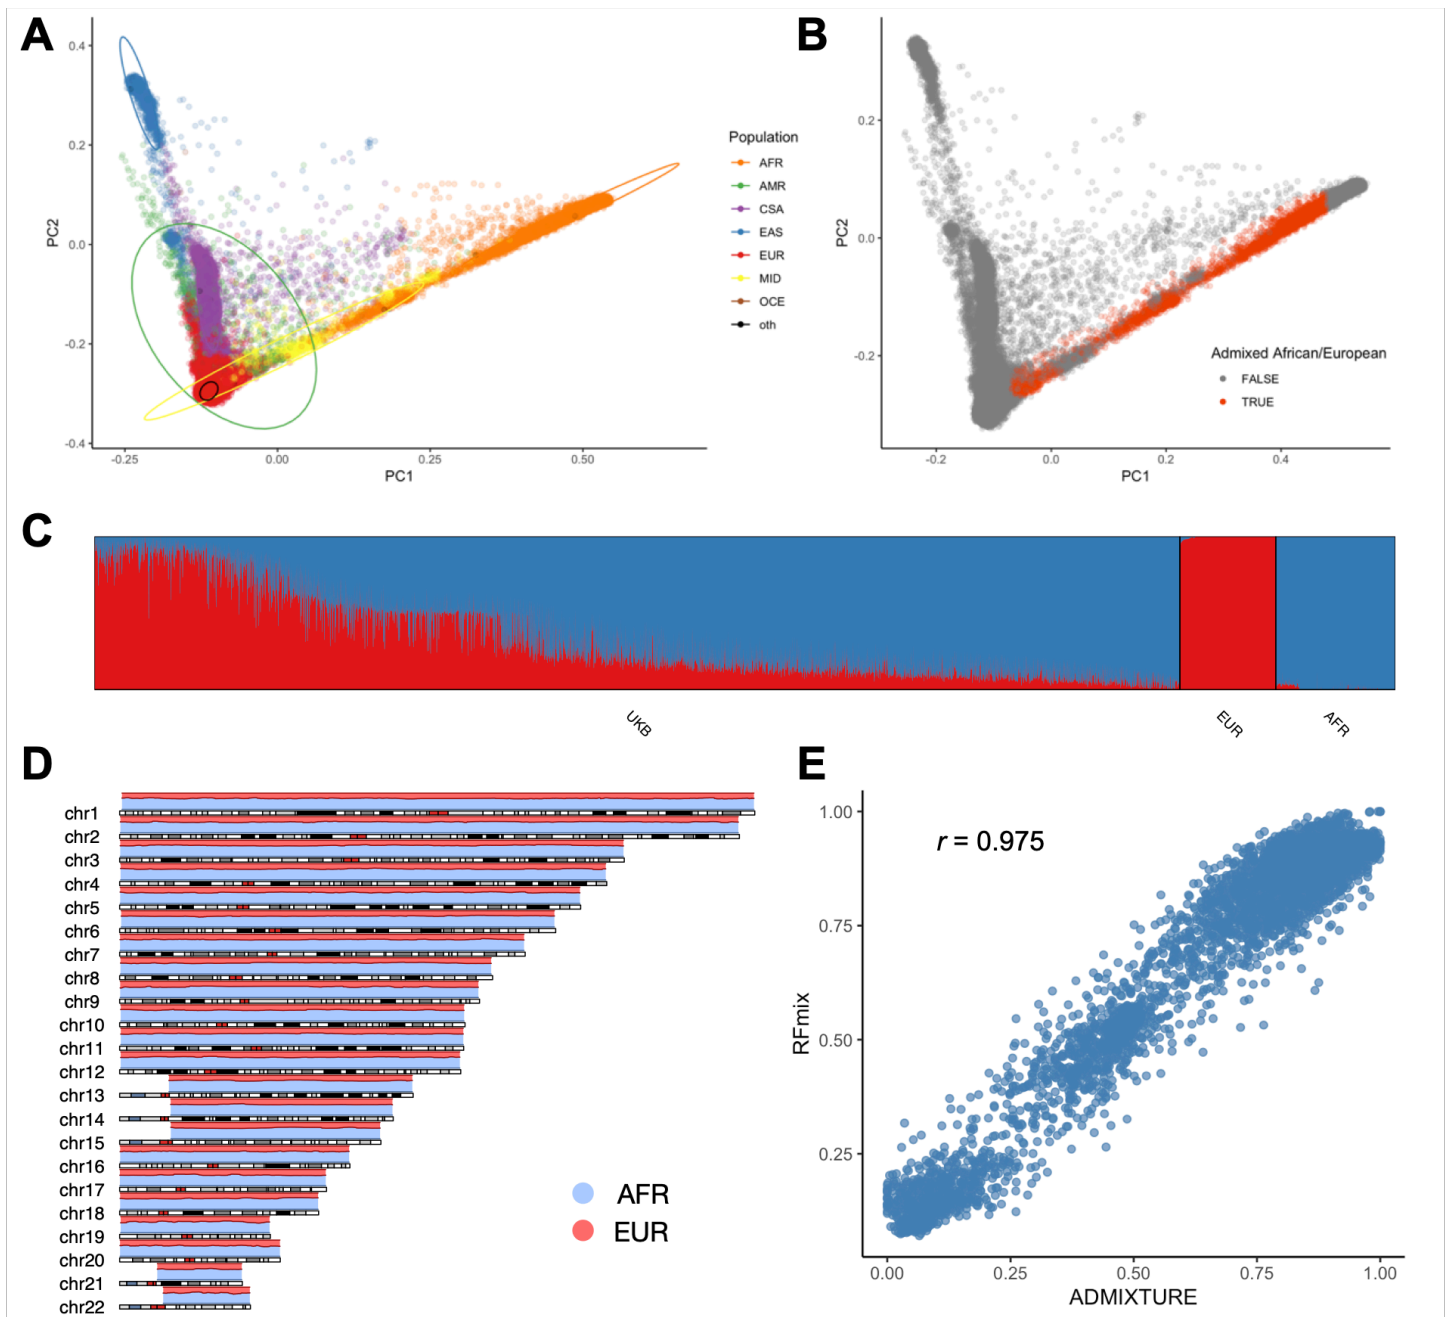 A
0.4
0.2
0.0
-0.2
-0.4
PC2
-0.25
0.00
0.25
0.50
PC1
Population
AFR
AMR
CSA
EAS
EUR
MID
OCE
oth
B
0.2
0.0
-0.2
PC2
-0.2
0.0
0.2
0.4
PC1
Admixed African/European
FALSE
TRUE
C
UKB
EUR
AFR
D
chr1
chr2
chr3
chr4
chr5
chr6
chr7
chr8
chr9
chr10
chr11
chr12
chr13
chr14
chr15
chr16
chr17
chr18
chr19
chr20
chr21
chr22
AFR
EUR
E
r = 0.975
1.00
0.75
0.50
0.25
RFmix
0.00
0.25
0.50
0.75
1.00
ADMIXTURE